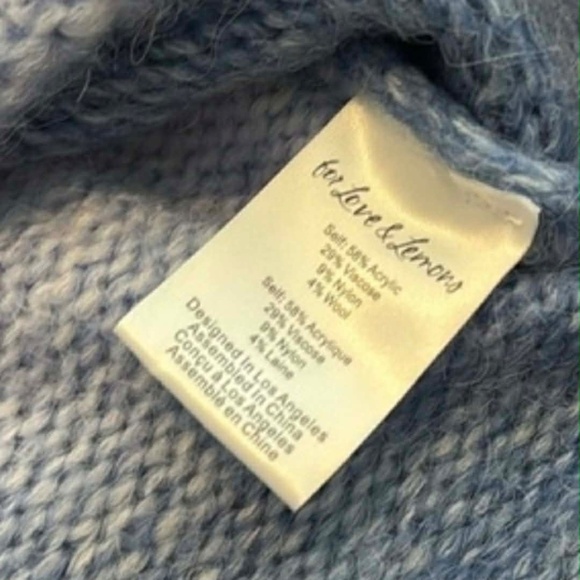 for Love & Lemons
Self: 58% Acrylic
29% Viscose
9% Nylon
4% Wool
Self: 58% Acrylique
29% Viscose
9% Nylon
4% Laine
Designed in Los Angeles
Assembled in China
Conçu à Los Angeles
Assemblé en Chine